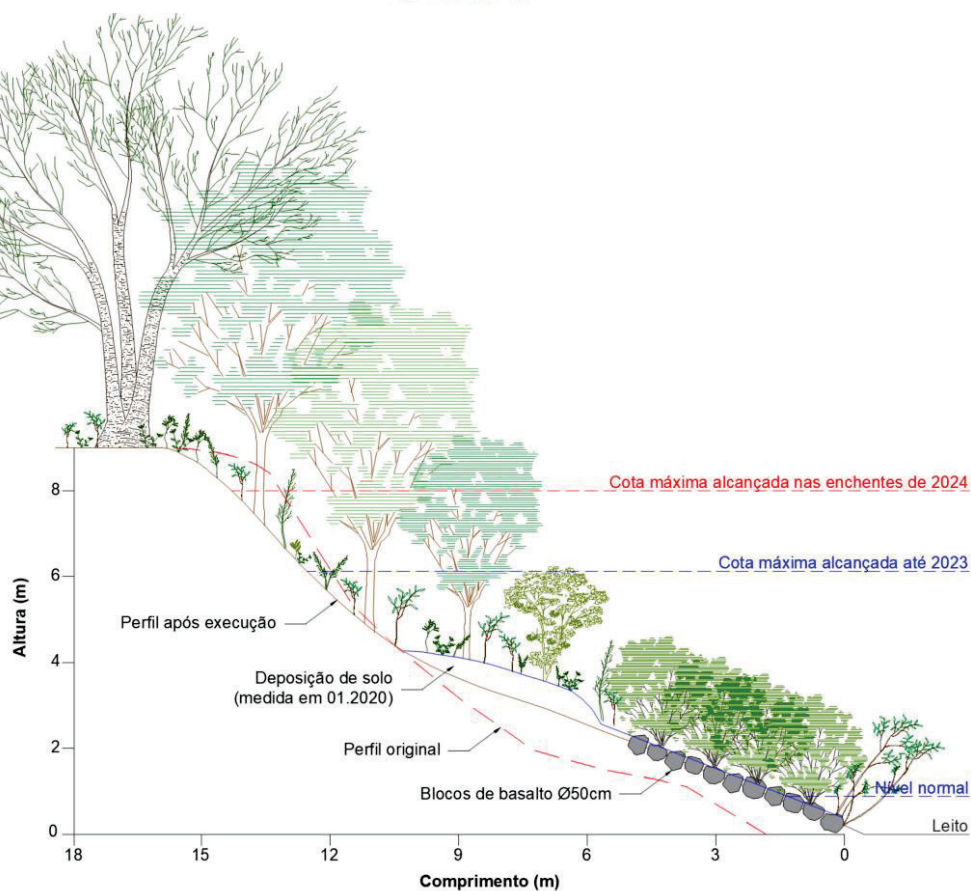 Cota máxima alcançada nas enchentes de 2024
8
Cota máxima alcançada até 2023
6
Altura (m)
Perfil após execução
4
Deposição de solo
(medida em 01.2020)
Perfil original
2
Blocos de basalto Ø50cm
Nível normal
Leito
0
18
15
12
9
6
3
0
Comprimento (m)